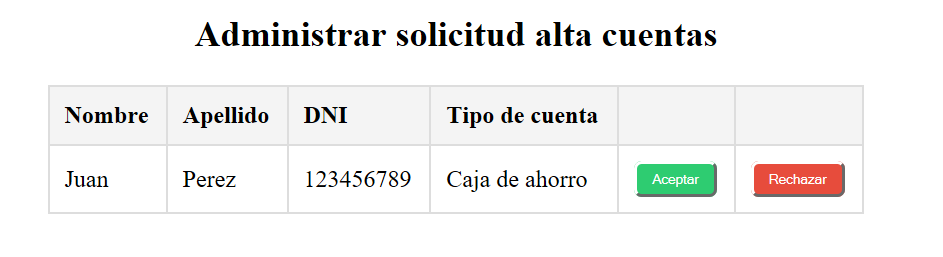 Administrar solicitud alta cuentas
Nombre Apellido DNI Tipo de cuenta
Juan Perez 123456789 Caja de ahorro Aceptar Rechazar